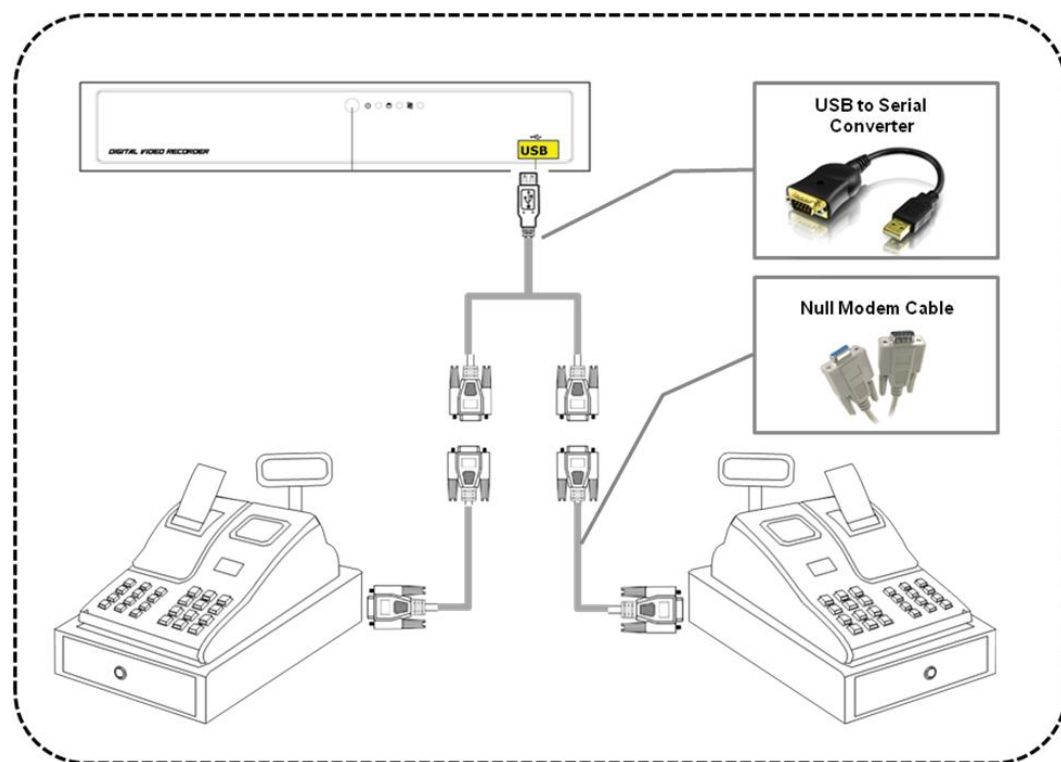 DIGITAL VIDEO RECORDER
USB
USB to Serial
Converter
Null Modem Cable